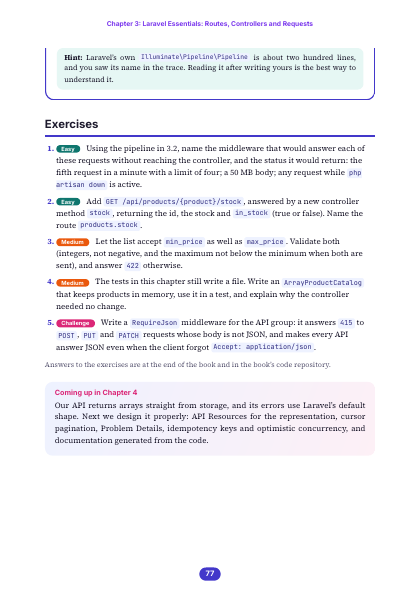 Chapter 3: Laravel Essentials: Routes, Controllers and Requests
Hint: Laravel's own Illuminate\Pipeline\Pipeline is about two hundred lines,
and you saw its name in the trace. Reading it after writing yours is the best way to
understand it.
Exercises
1. Easy Using the pipeline in 3.2, name the middleware that would answer each of
these requests without reaching the controller, and the status it would return: the
fifth request in a minute with a limit of four; a 50 MB body; any request while php
artisan down is active.
2. Easy Add GET /api/products/{product}/stock, answered by a new controller
method stock, returning the id, the stock and in_stock (true or false). Name the
route products.stock.
3. Medium Let the list accept min_price as well as max_price. Validate both
(integers, not negative, and the maximum not below the minimum when both are
sent), and answer 422 otherwise.
4. Medium The tests in this chapter still write a file. Write an ArrayProductCatalog
that keeps products in memory, use it in a test, and explain why the controller
needed no change.
5. Challenge Write a RequireJson middleware for the API group: it answers 415 to
POST, PUT and PATCH requests whose body is not JSON, and makes every API
answer JSON even when the client forgot Accept: application/json.
Answers to the exercises are at the end of the book and in the book's code repository.
Coming up in Chapter 4
Our API returns arrays straight from storage, and its errors use Laravel's default
shape. Next we design it properly: API Resources for the representation, cursor
pagination, Problem Details, idempotency keys and optimistic concurrency, and
documentation generated from the code.
77